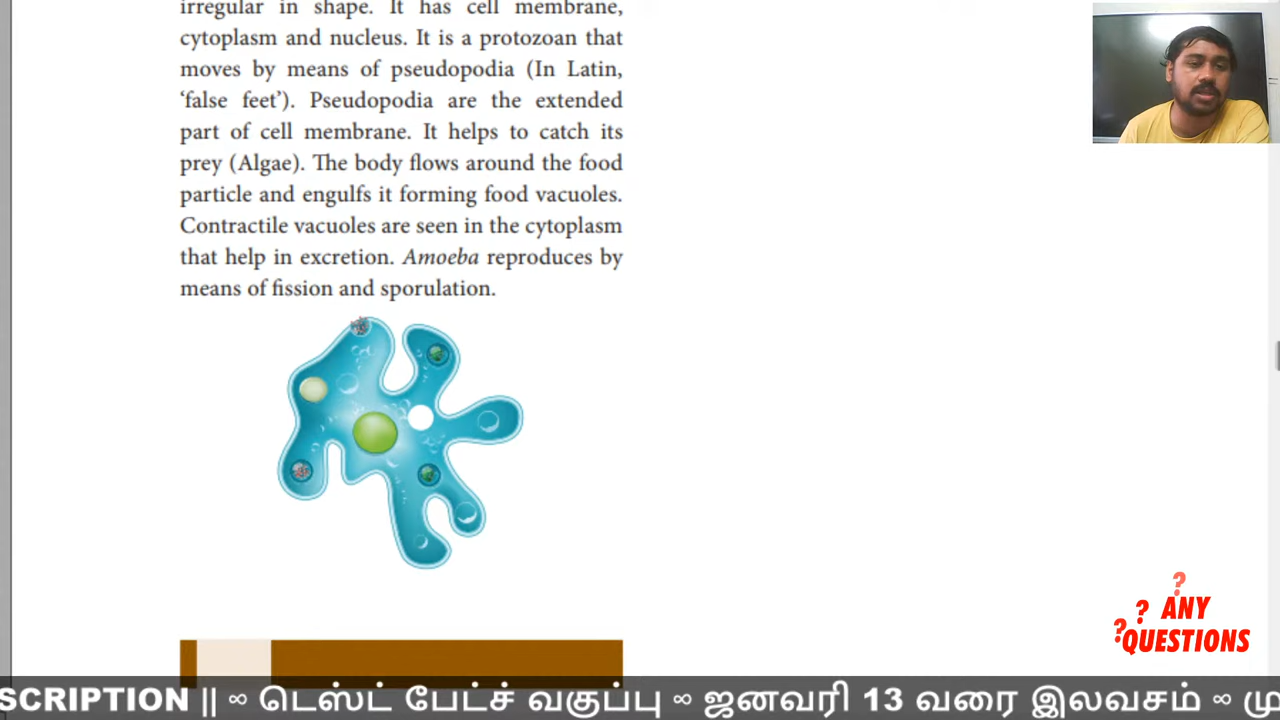 irregular in shape. It has cell membrane,
cytoplasm and nucleus. It is a protozoan that
moves by means of pseudopodia (In Latin,
‘false feet’). Pseudopodia are the extended
part of cell membrane. It helps to catch its
prey (Algae). The body flows around the food
particle and engulfs it forming food vacuoles.
Contractile vacuoles are seen in the cytoplasm
that help in excretion. Amoeba reproduces by
means of fission and sporulation.
?
? ANY
?QUESTIONS
SCRIPTION || ∞ டெஸ்ட் பேட்ச் வகுப்பு ∞ ஜனவரி 13 வரை இலவசம் ∞ மு